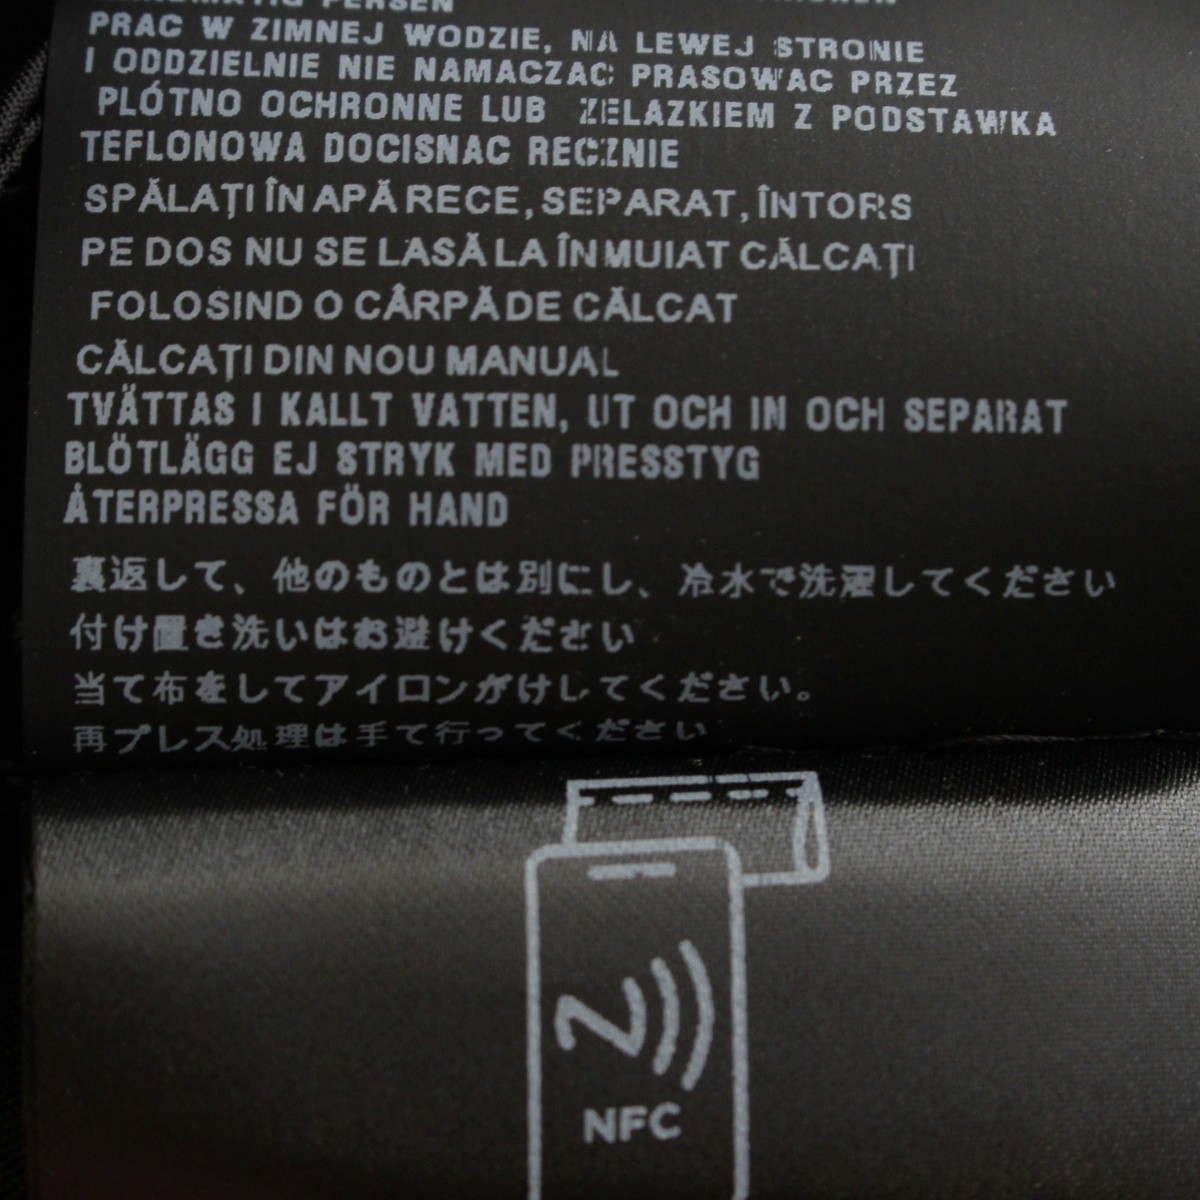 PRAC W ZIMNEJ WODZIE, NA LEWEJ STRONIE
I ODDZIELNIE NIE NAMACZAC PRASOWAC PRZEZ
PLÓTNO OCHRONNE LUB ZELAZKIEM Z PODSTAWKA
TEFLONOWA DOCISNAC RECZNIE
SPĂLAȚI ÎN APĂ RECE, SEPARAT, ÎNTORS
PE DOS NU SE LASĂ LA ÎNMUIAT CĂLCAȚI
FOLOSIND O CÂRPĂ DE CĂLCAT
CĂLCAȚI DIN NOU MANUAL
TVÄTTAS I KALLT VATTEN, UT OCH IN OCH SEPARAT
BLÖTLÄGG EJ STRYK MED PRESSTYG
ÅTERPRESSA FÖR HAND
裏返して、他のものとは別にし、冷水で洗濯してください
付け置き洗いはお避けください
当て布をしてアイロンがけしてください。
再プレス処理は手で行ってください
NFC